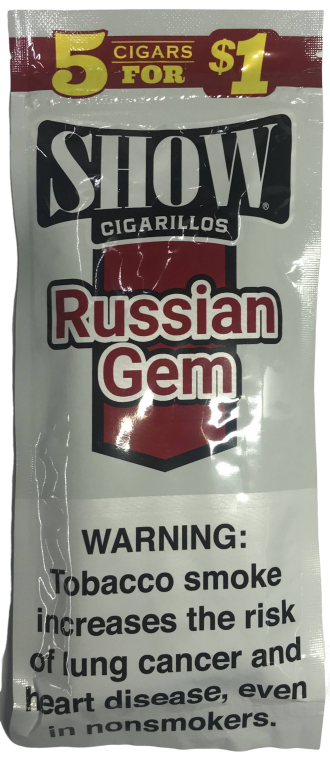 5 CIGARS FOR $1
SHOW®
CIGARILLOS
Russian
Gem
WARNING:
Tobacco smoke
increases the risk
of lung cancer and
heart disease, even
in nonsmokers.